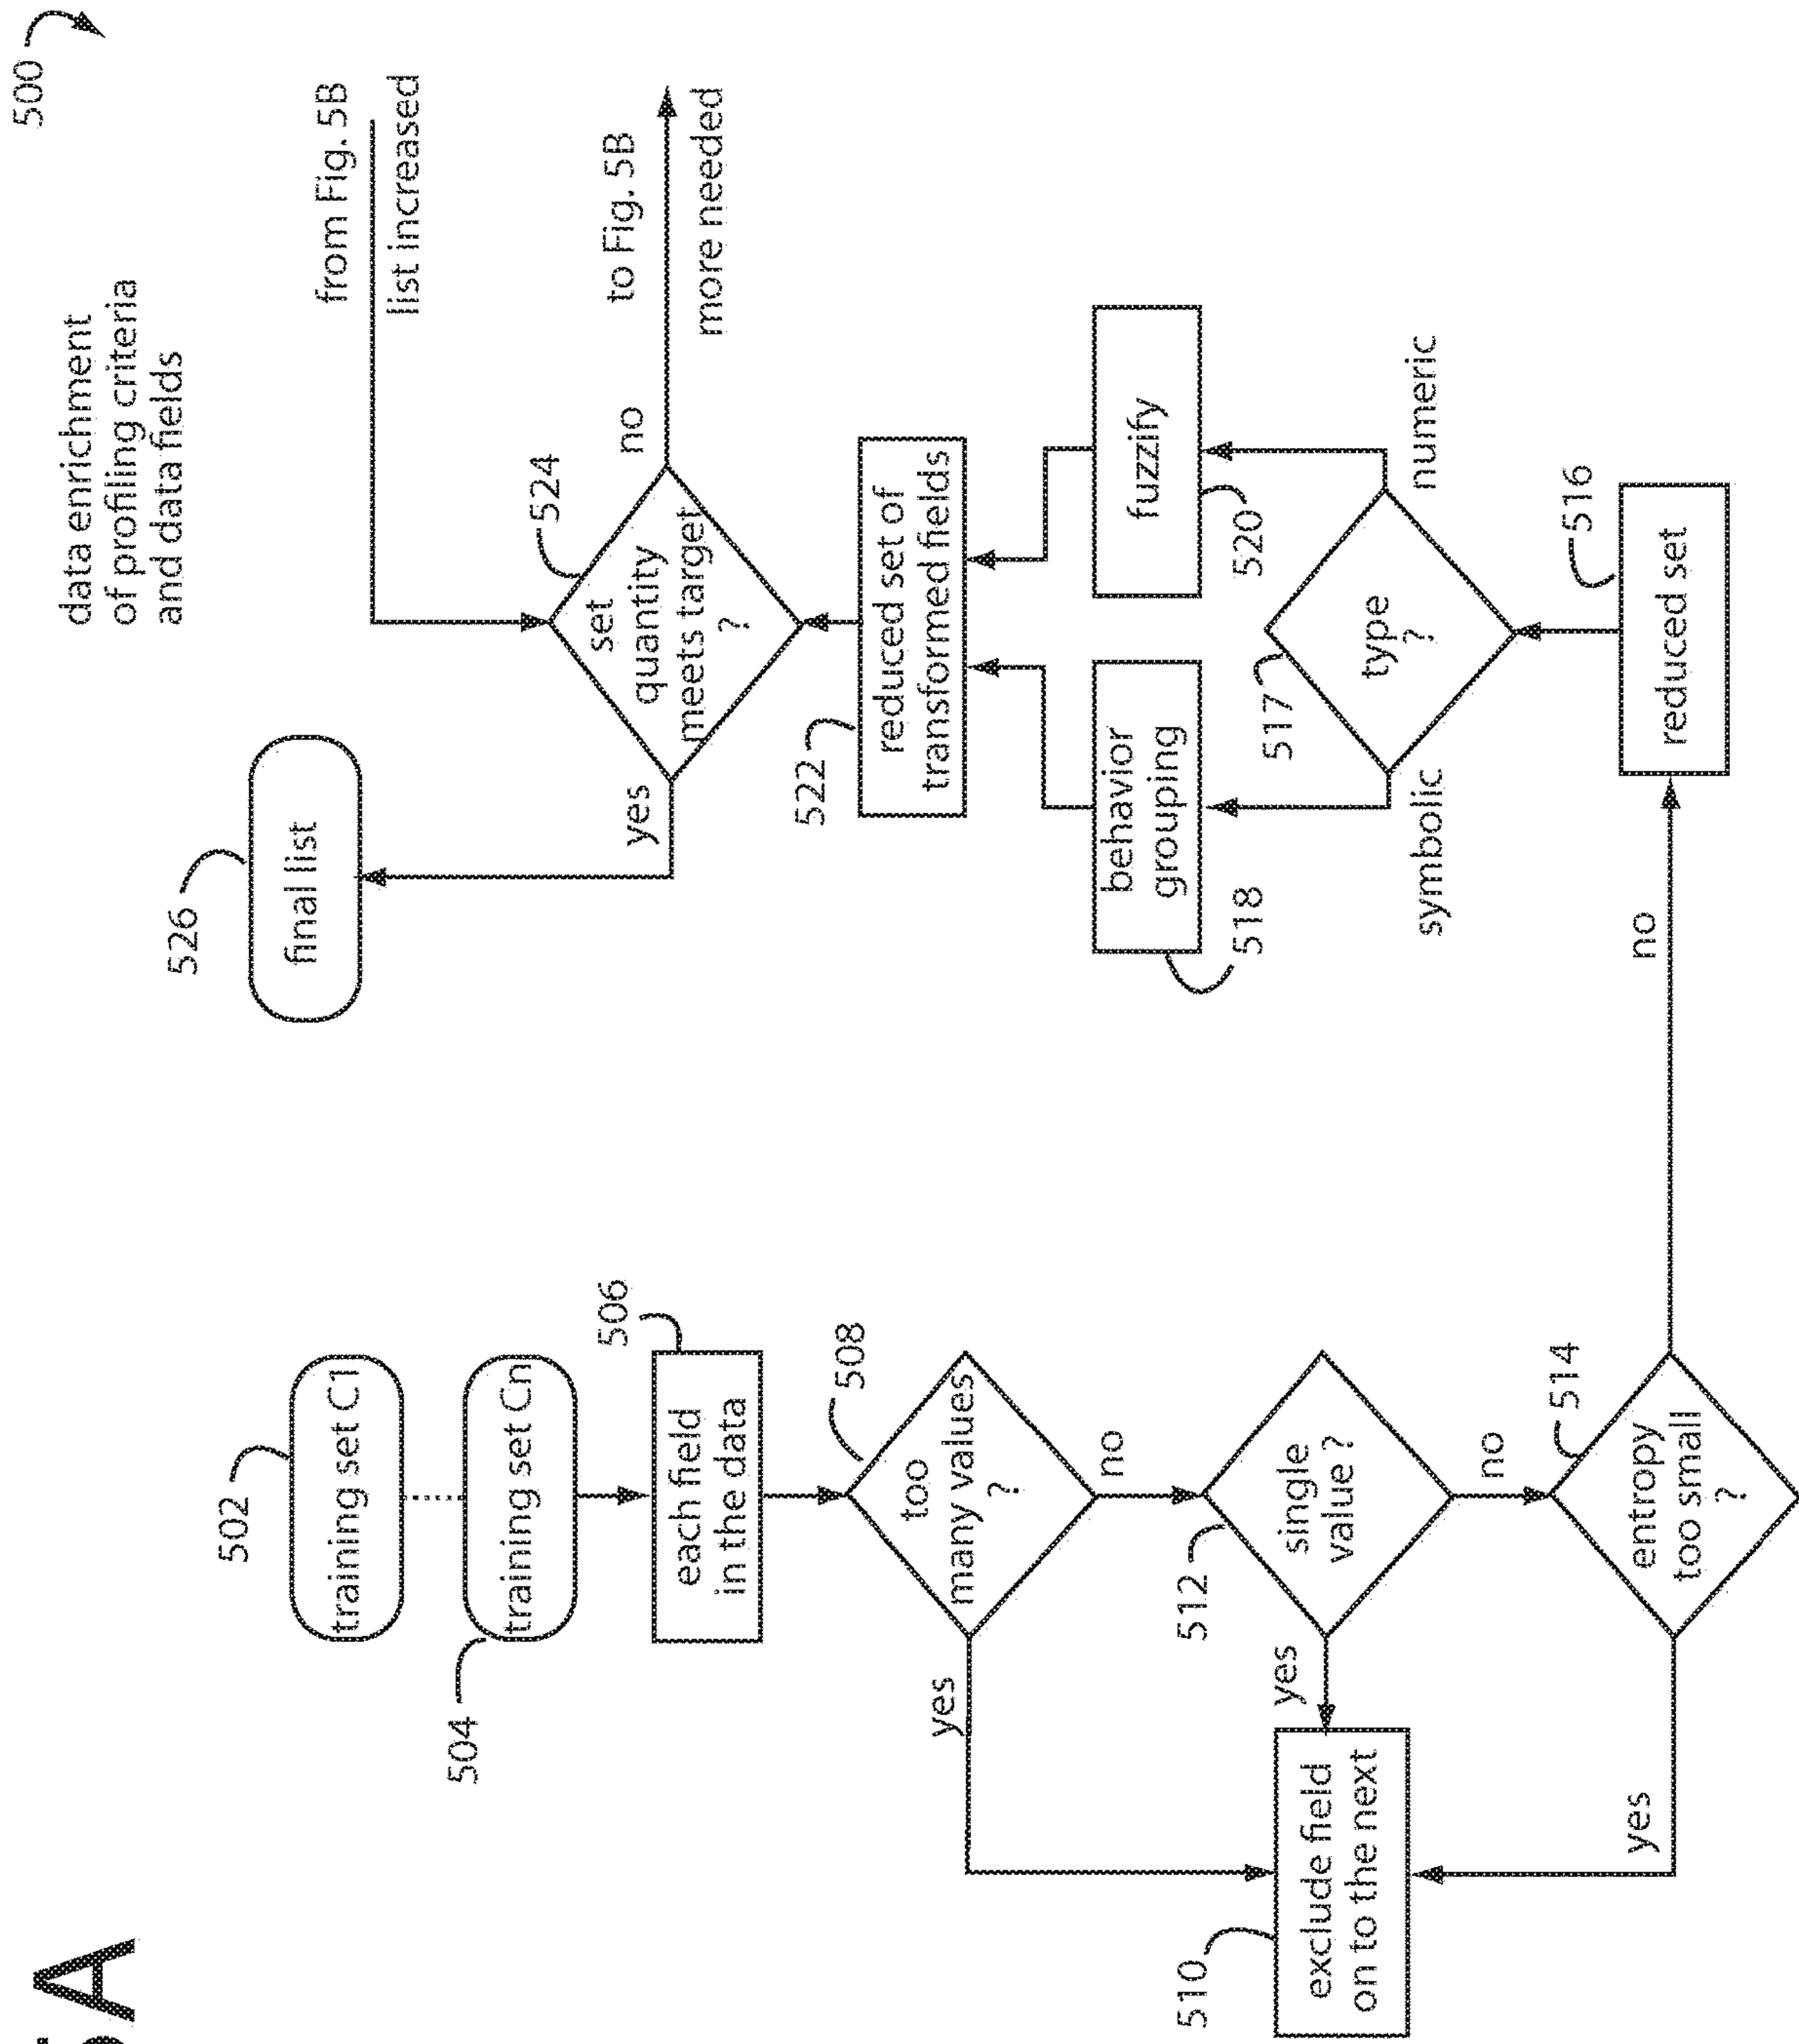 5A
500
data enrichment
of profiling criteria
and data fields
502
training set C1
504
training set Cn
506
each field
in the data
508
too
many values
?
yes
no
510
exclude field
on to the next
512
single
value ?
yes
no
514
entropy
too small
?
yes
no
516
reduced set
517
type
?
symbolic
numeric
518
behavior
grouping
520
fuzzify
522
reduced set of
transformed fields
524
set
quantity
meets target
?
yes
no
to Fig. 5B
more needed
from Fig. 5B
list increased
526
final list